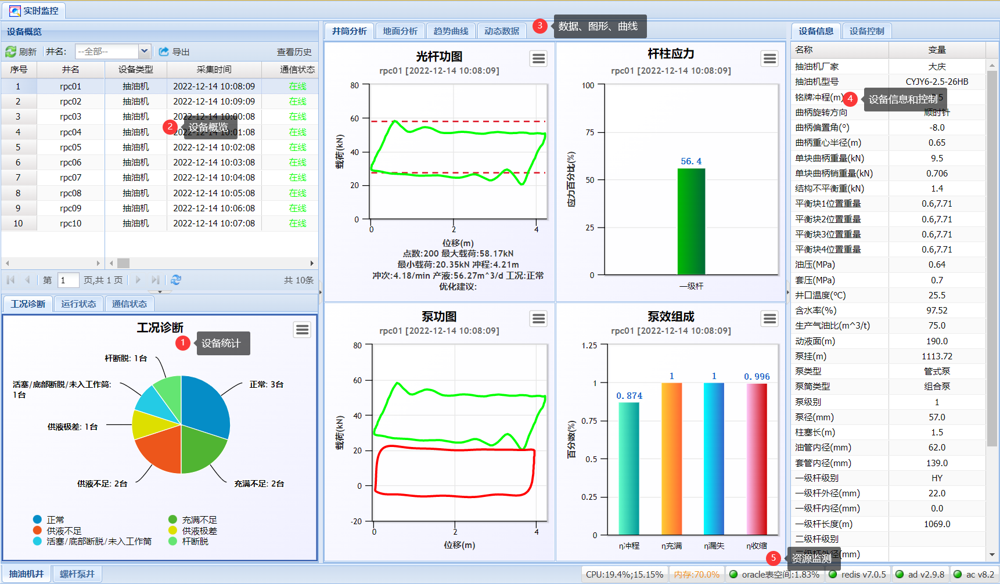 实时监控
设备概览
刷新 井名: --全部-- 导出 查看历史
序号 井名 设备类型 采集时间 通信状态
1 rpc01 抽油机 2022-12-14 10:08:09 在线
2 rpc02 抽油机 2022-12-14 10:09:09 在线
3 rpc03 抽油机 2022-12-14 10:00:08 在线
4 rpc04 抽油机 2022-12-14 10:01:08 在线
5 rpc05 抽油机 2022-12-14 10:02:08 在线
6 rpc06 抽油机 2022-12-14 10:03:08 在线
7 rpc07 抽油机 2022-12-14 10:04:08 在线
8 rpc08 抽油机 2022-12-14 10:05:08 在线
9 rpc09 抽油机 2022-12-14 10:06:08 在线
10 rpc10 抽油机 2022-12-14 10:07:08 在线
2 设备概览
第 1 页,共 1 页 共 10条
工况诊断 运行状态 通信状态
工况诊断
1 设备统计
杆断脱: 1台
活塞/底部断脱/未入工作筒:
1台
正常: 3台
供液极差: 1台
供液不足: 2台
充满不足: 2台
正常 充满不足
供液不足 供液极差
活塞/底部断脱/未入工作筒 杆断脱
抽油机井 螺杆泵井
井筒分析 地面分析 趋势曲线 动态数据
3 数据、图形、曲线
光杆功图
rpc01 [2022-12-14 10:08:09]
载荷(kN)
80
60
40
20
0
0 2 4
位移(m)
点数:200 最大载荷:58.17kN
最小载荷:20.35kN 冲程:4.21m
冲次:4.18/min 产液:56.27m^3/d 工况:正常
优化建议:
杆柱应力
rpc01 [2022-12-14 10:08:09]
应力百分比(%)
100
75
50
25
0
56.4
一级杆
泵功图
rpc01 [2022-12-14 10:08:09]
载荷(kN)
80
60
40
20
0
-20
0 2 4
位移(m)
泵效组成
rpc01 [2022-12-14 10:08:09]
百分数(%)
1.25
1
0.75
0.5
0.25
0
0.874 1 1 0.996
η冲程 η充满 η漏失 η收缩
设备信息 设备控制
名称 变量
抽油机厂家 大庆
抽油机型号 CYJY6-2.5-26HB
铭牌冲程(m)
4 设备信息和控制
曲柄旋转方向 顺时针
曲柄偏置角(°) -8.0
曲柄重心半径(m) 0.65
单块曲柄重量(kN) 9.5
单块曲柄销重量(kN) 0.706
结构不平衡重(kN) 1.4
平衡块1位置重量 0.6,7.71
平衡块2位置重量 0.6,7.71
平衡块3位置重量 0.6,7.71
平衡块4位置重量 0.6,7.71
油压(MPa) 0.64
套压(MPa) 0.7
井口温度(℃) 25.5
含水率(%) 97.52
生产气油比(m^3/t) 75.0
动液面(m) 190.0
泵挂(m) 1113.72
泵类型 管式泵
泵筒类型 组合泵
泵级别 1
泵径(mm) 57.0
柱塞长(m) 1.5
油管内径(mm) 62.0
套管内径(mm) 139.0
一级杆级别 HY
一级杆外径(mm) 22.0
一级杆内径(mm) 0.0
一级杆长度(m) 1069.0
二级杆级别
二级杆外径(mm)
5 资源监测
CPU:19.4%;15.15% 内存:70.0% oracle表空间:1.83% redis v7.0.5 ad v2.9.8 ac v8.2